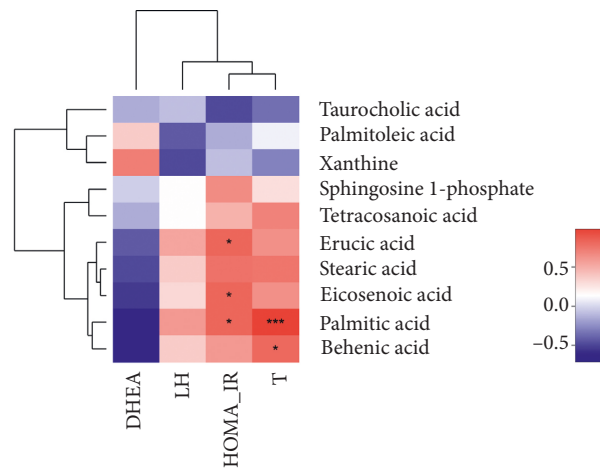 Taurocholic acid
Palmitoleic acid
Xanthine
Sphingosine 1-phosphate
Tetracosanoic acid
* Erucic acid
Stearic acid
* Eicosenoic acid
* *** Palmitic acid
* Behenic acid
0.5
0.0
−0.5
DHEA
LH
HOMA_IR
T